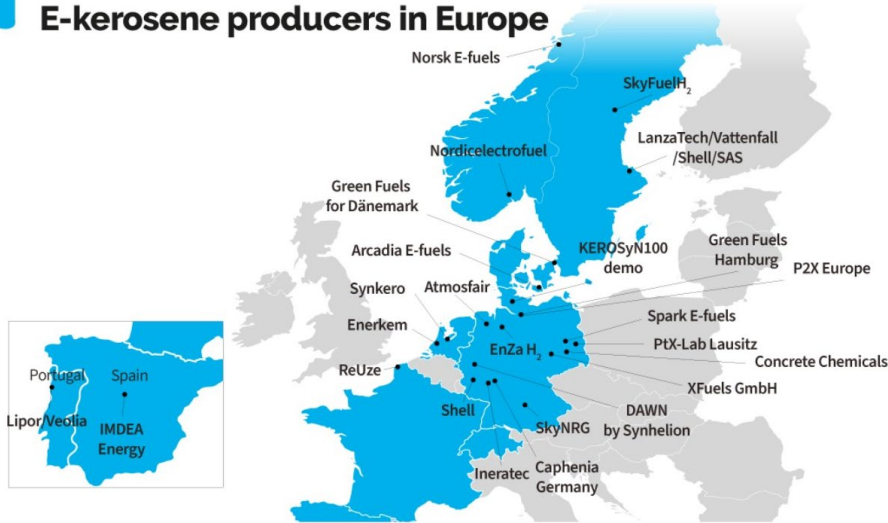 E-kerosene producers in Europe
Norsk E-fuels
SkyFuelH₂
LanzaTech/Vattenfall
/Shell/SAS
Nordicelectrofuel
Green Fuels
for Dänemark
Arcadia E-fuels
KEROSyN100
demo
Green Fuels
Hamburg
P2X Europe
Synkero
Atmosfair
Enerkem
Spark E-fuels
EnZa H₂
PtX-Lab Lausitz
Concrete Chemicals
ReUze
XFuels GmbH
Shell
DAWN
by Synhelion
SkyNRG
Ineratec
Caphenia
Germany
Portugal
Spain
Lipor/Veolia
IMDEA
Energy